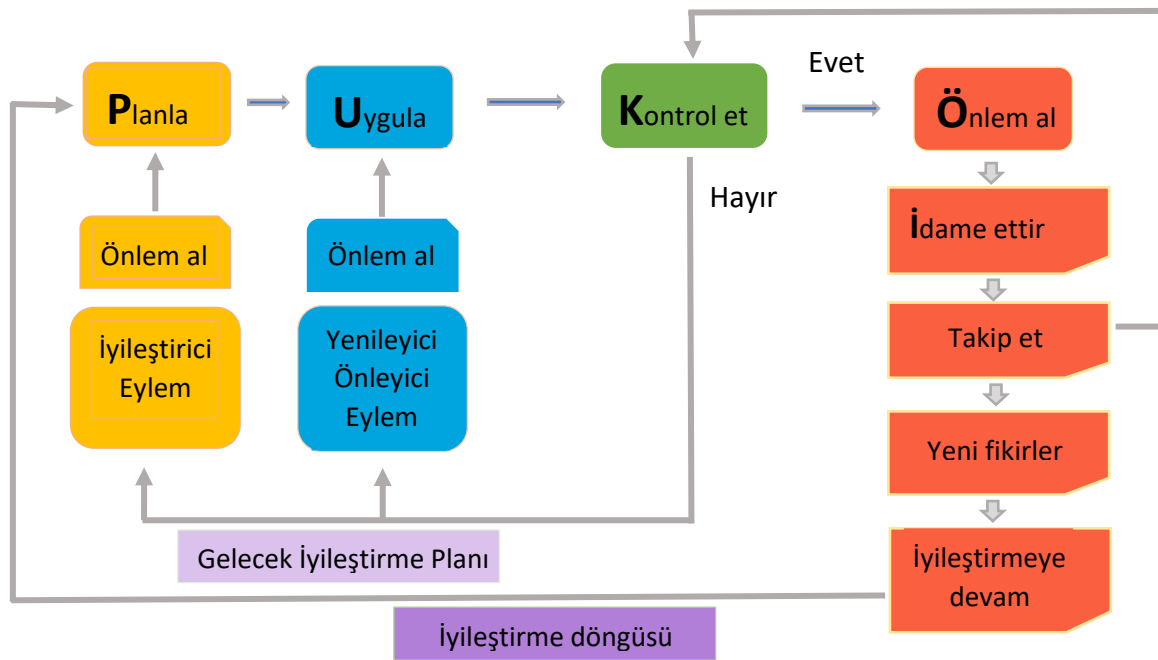 Planla
Uygula
Kontrol et
Evet
Önlem al
Hayır
İdame ettir
Önlem al
Önlem al
Takip et
İyileştirici
Eylem
Yenileyici
Önleyici
Eylem
Yeni fikirler
Gelecek İyileştirme Planı
İyileştirmeye
devam
İyileştirme döngüsü